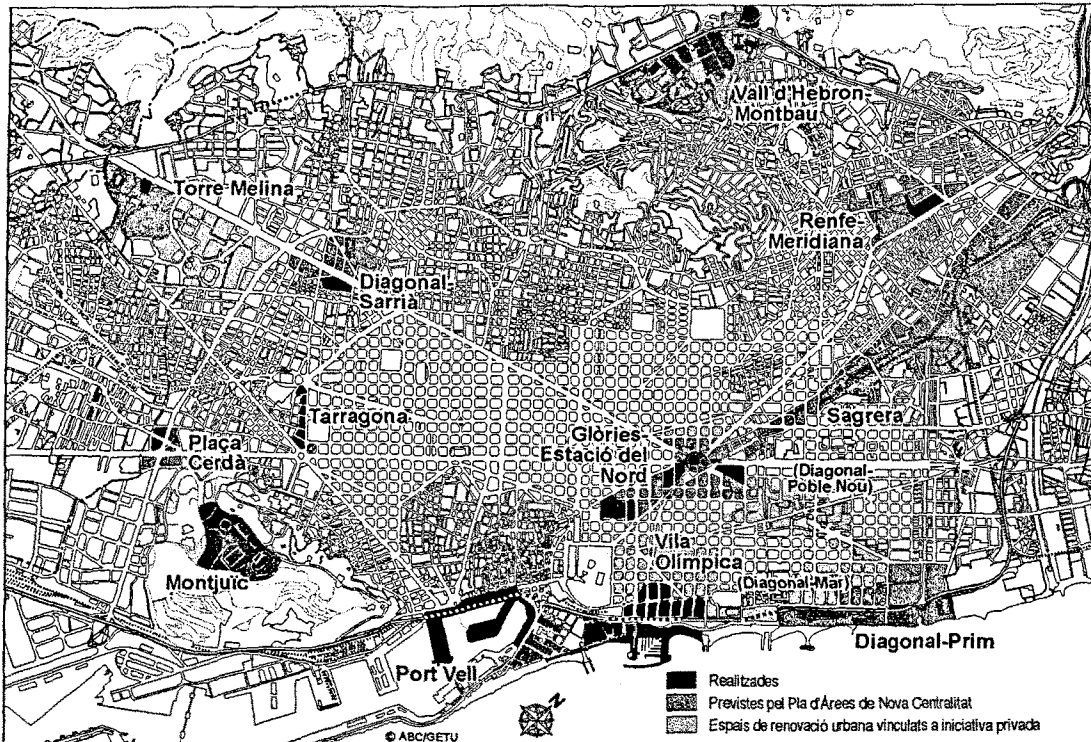 Vall d'Hebron-
Montbau
Torre Melina
Renfe-
Meridiana
Diagonal-
Sarrià
Tarragona
Sagrera
Plaça
Cerdà
Glòries-
Estació del
Nord
(Diagonal-
Poble Nou)
Vila
Olímpica
Montjuïc
(Diagonal-Mar)
Diagonal-Prim
Port Vell
N
Realitzades
Previstes pel Pla d'Àrees de Nova Centralitat
Espais de renovació urbana vinculats a iniciativa privada
© ABC/GETU